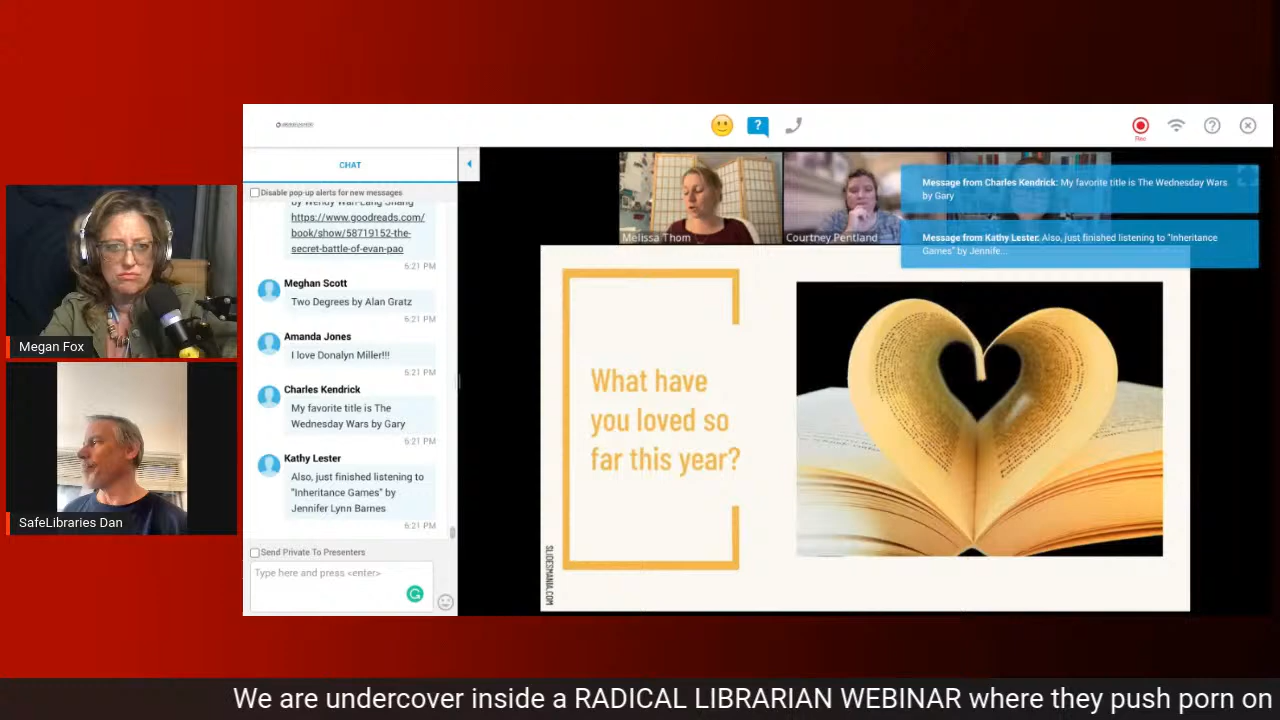 CHAT
Disable pop-up alerts for new messages
by Wendy Wan-Long Shang
https://www.goodreads.com/
book/show/58719152-the-
secret-battle-of-evan-pao
6:21 PM
Meghan Scott
Two Degrees by Alan Gratz
6:21 PM
Amanda Jones
I love Donalyn Miller!!!
6:21 PM
Charles Kendrick
My favorite title is The
Wednesday Wars by Gary
6:21 PM
Kathy Lester
Also, just finished listening to
"Inheritance Games" by
Jennifer Lynn Barnes
6:21 PM
Send Private To Presenters
Type here and press <enter>
Rec
Melissa Thom
Courtney Pentland
Message from Charles Kendrick: My favorite title is The Wednesday Wars
by Gary
Message from Kathy Lester: Also, just finished listening to "Inheritance
Games" by Jennife...
What have
you loved so
far this year?
SLIDESMANIA.COM
Megan Fox
SafeLibraries Dan
We are undercover inside a RADICAL LIBRARIAN WEBINAR where they push porn on